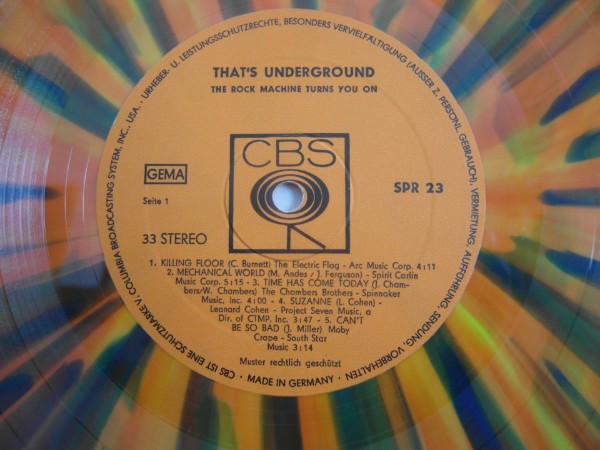 THAT'S UNDERGROUND
THE ROCK MACHINE TURNS YOU ON
CBS
GEMA
Seite 1
SPR 23
33 STEREO
1. KILLING FLOOR (C. Burnett) The Electric Flag - Arc Music Corp. 4:11
2. MECHANICAL WORLD (M. Andes / J. Ferguson) - Spirit Carlin
Music Corp. 5:15 - 3. TIME HAS COME TODAY (J. Cham-
bers/W. Chambers) The Chambers Brothers - Spinnaker
Music, Inc. 4:00 - 4. SUZANNE (L. Cohen) -
Leonard Cohen - Project Seven Music, a
Div. of CTMP. Inc. 3:47 - 5. CAN'T
BE SO BAD (J. Miller) Moby
Crape - South Star
Music 3:14
Muster rechtlich geschützt
CBS IST EINE SCHUTZMARKE V. COLUMBIA BROADCASTING SYSTEM, INC., USA. • URHEBER- U. LEISTUNGSSCHUTZRECHTE, BESONDERS VERVIELFÄLTIGUNG (AUSSER Z. PERSÖNL. GEBRAUCH), VERMIETUNG, AUFFÜHRUNG, SENDUNG, VORBEHALTEN
• MADE IN GERMANY •